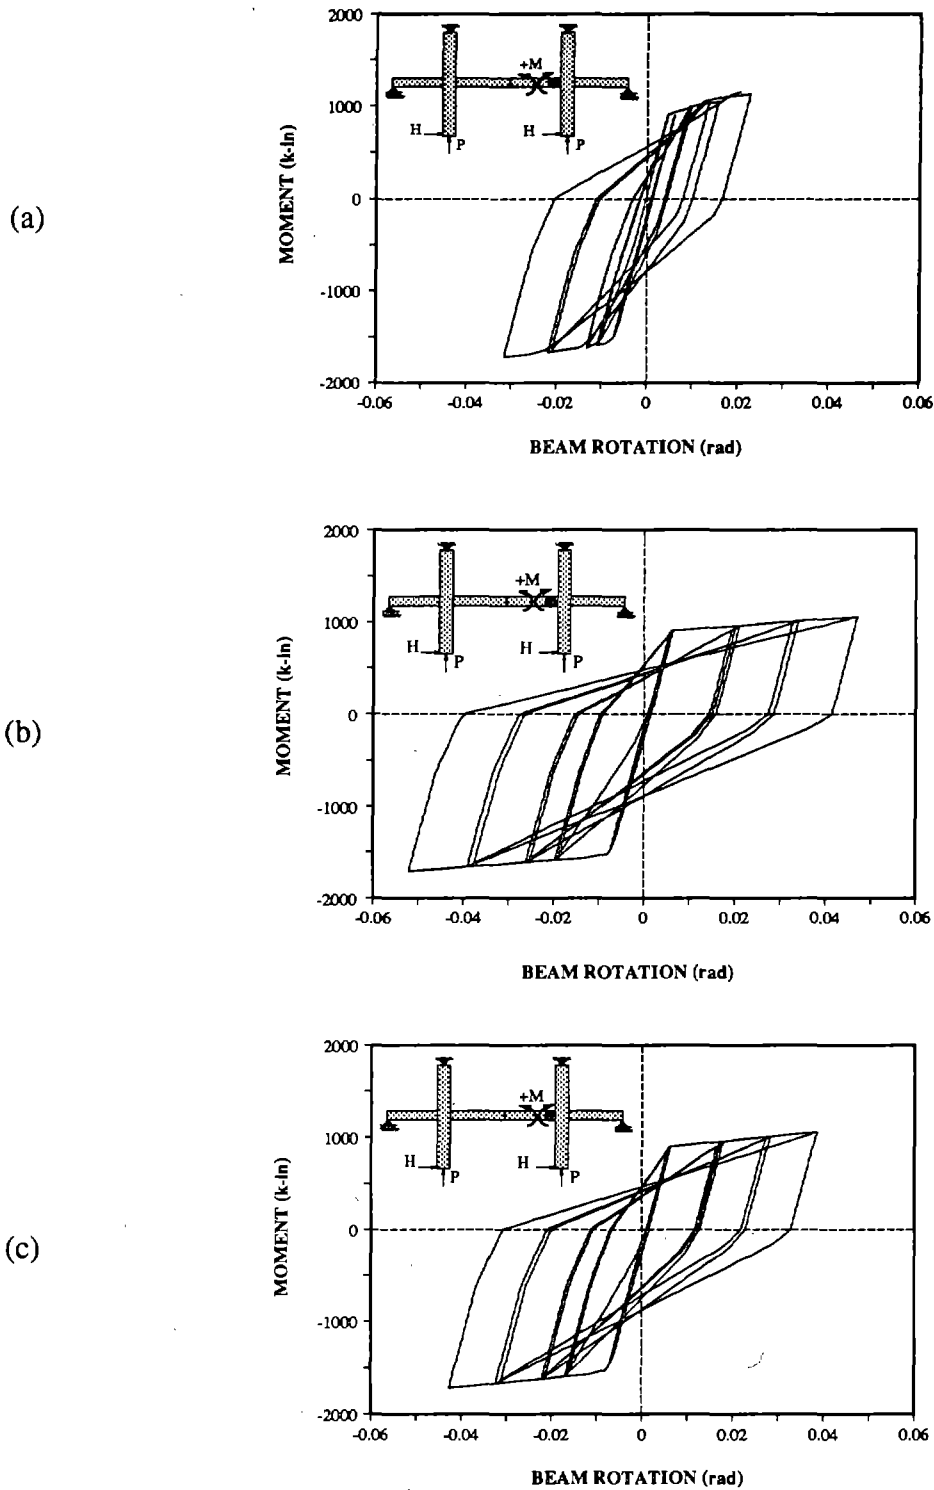 (a)
MOMENT (k-in)
2000
1000
0
-1000
-2000
+M
H
P
H
P
-0.06
-0.04
-0.02
0
0.02
0.04
0.06
BEAM ROTATION (rad)
(b)
MOMENT (k-in)
2000
1000
0
-1000
-2000
+M
H
P
H
P
-0.06
-0.04
-0.02
0
0.02
0.04
0.06
BEAM ROTATION (rad)
(c)
MOMENT (k-in)
2000
1000
0
-1000
-2000
+M
H
P
H
P
-0.06
-0.04
-0.02
0
0.02
0.04
0.06
BEAM ROTATION (rad)